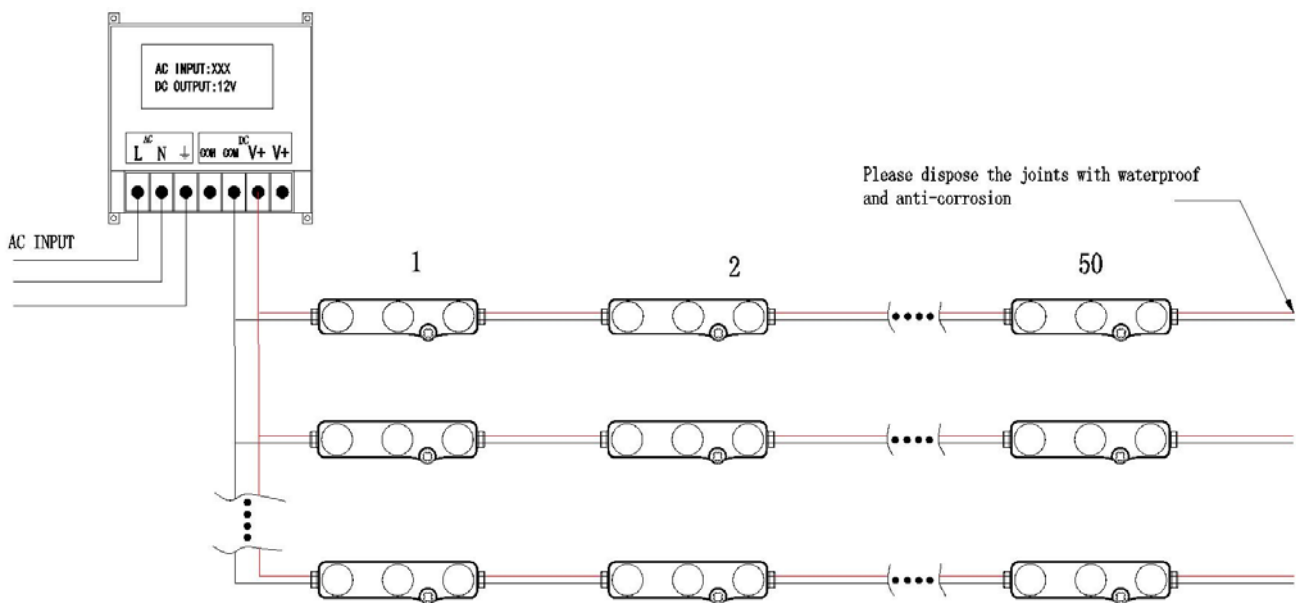 AC INPUT:XXX
DC OUTPUT:12V
AC DC
L N ⏚ COM COM V+ V+
Please dispose the joints with waterproof
and anti-corrosion
AC INPUT
1 2 50